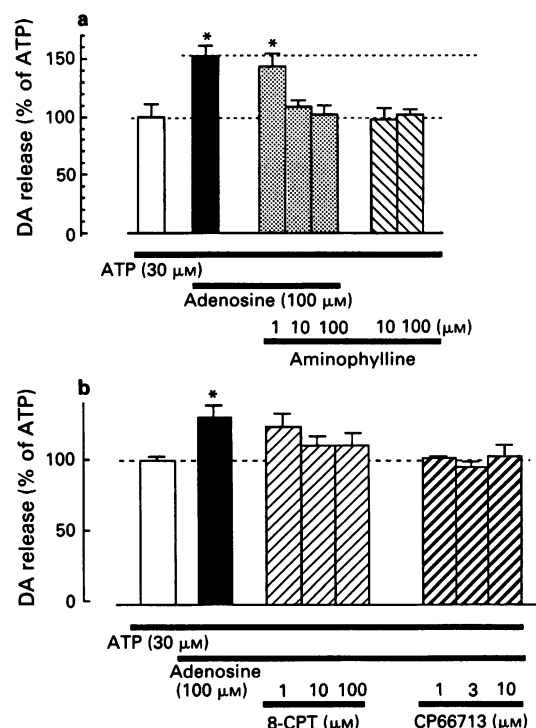 a
DA release (% of ATP)
150
100
50
0
*
*
ATP (30 μM)
Adenosine (100 μM)
1 10 100 10 100 (μM)
Aminophylline
b
DA release (% of ATP)
100
50
0
*
ATP (30 μM)
Adenosine
(100 μM)
1 10 100 1 3 10
8-CPT (μM) CP66713 (μM)